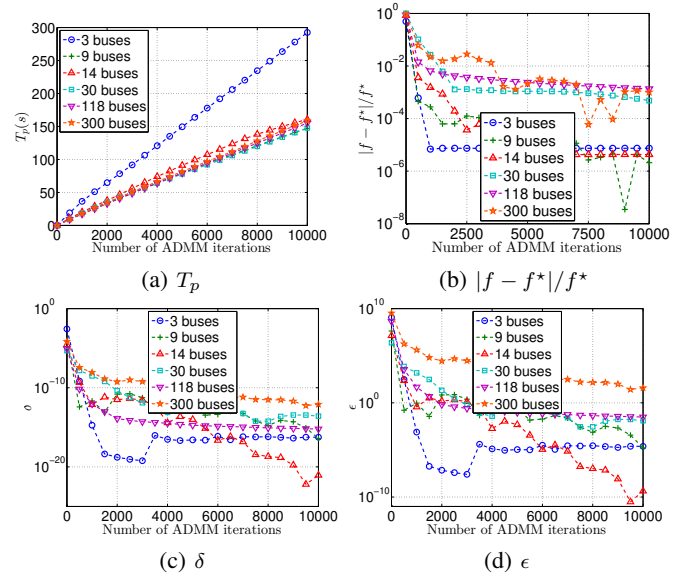 300
250
200
150
100
50
0
T_p(s)
3 buses
9 buses
14 buses
30 buses
118 buses
300 buses
0 2000 4000 6000 8000 10000
Number of ADMM iterations
(a) T_p
10^0
10^-2
10^-4
10^-6
10^-8
|f − f⋆|/f⋆
3 buses
9 buses
14 buses
30 buses
118 buses
300 buses
0 2500 5000 7500 10000
Number of ADMM iterations
(b) |f − f⋆|/f⋆
10^0
10^-10
10^-20
δ
3 buses
9 buses
14 buses
30 buses
118 buses
300 buses
0 2000 4000 6000 8000 10000
Number of ADMM iterations
(c) δ
10^10
10^0
10^-10
ϵ
3 buses
9 buses
14 buses
30 buses
118 buses
300 buses
0 2000 4000 6000 8000 10000
Number of ADMM iterations
(d) ϵ